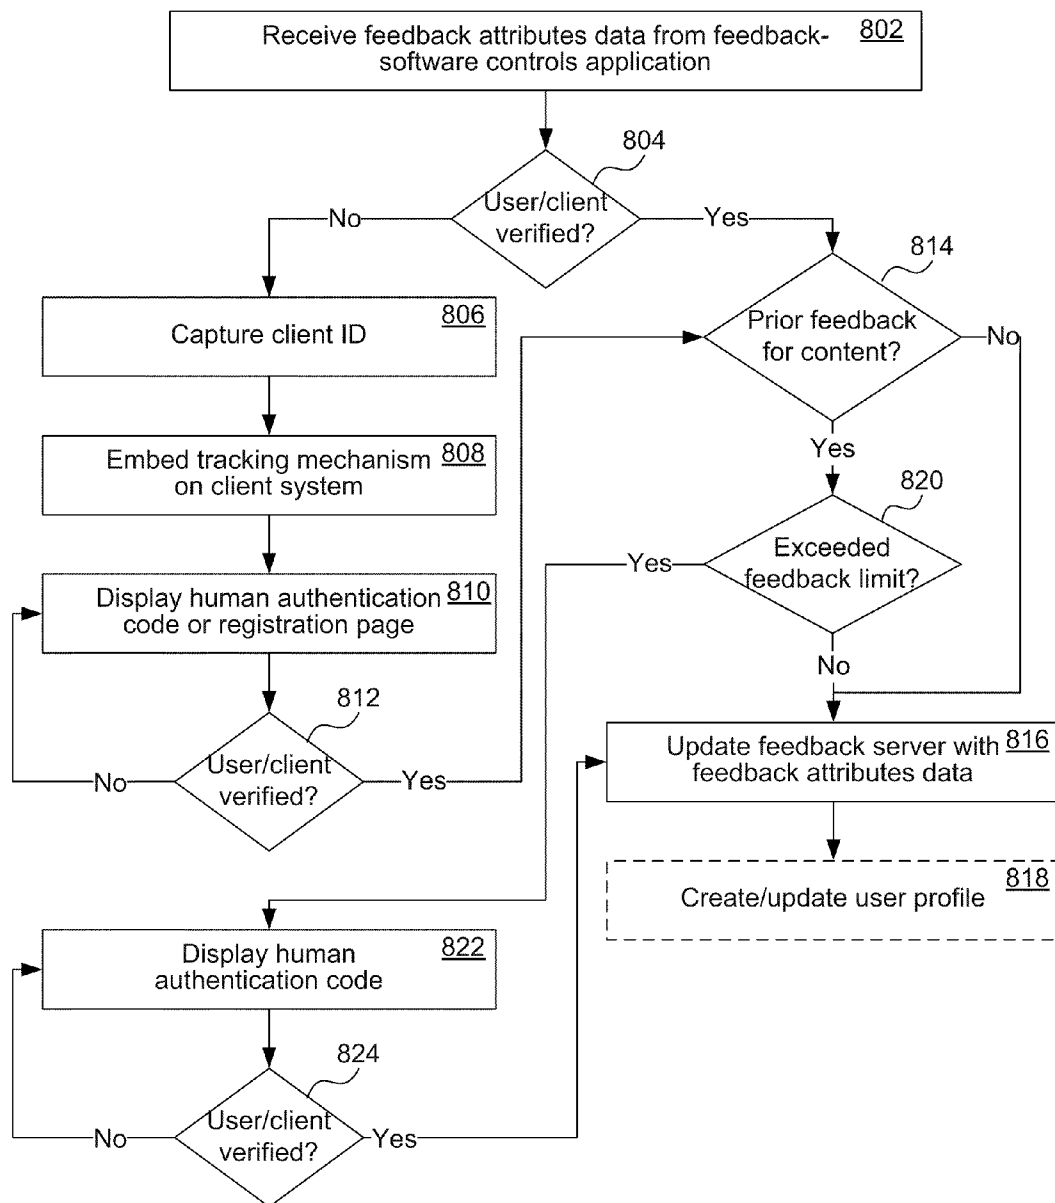 Receive feedback attributes data from feedback- 802
software controls application
804
User/client
verified?
No
Yes
814
806
Capture client ID
Prior feedback
for content?
No
Yes
Embed tracking mechanism 808
on client system
820
Exceeded
feedback limit?
Yes
No
Display human authentication 810
code or registration page
812
User/client
verified?
No
Yes
Update feedback server with 816
feedback attributes data
818
Create/update user profile
Display human 822
authentication code
824
User/client
verified?
No
Yes